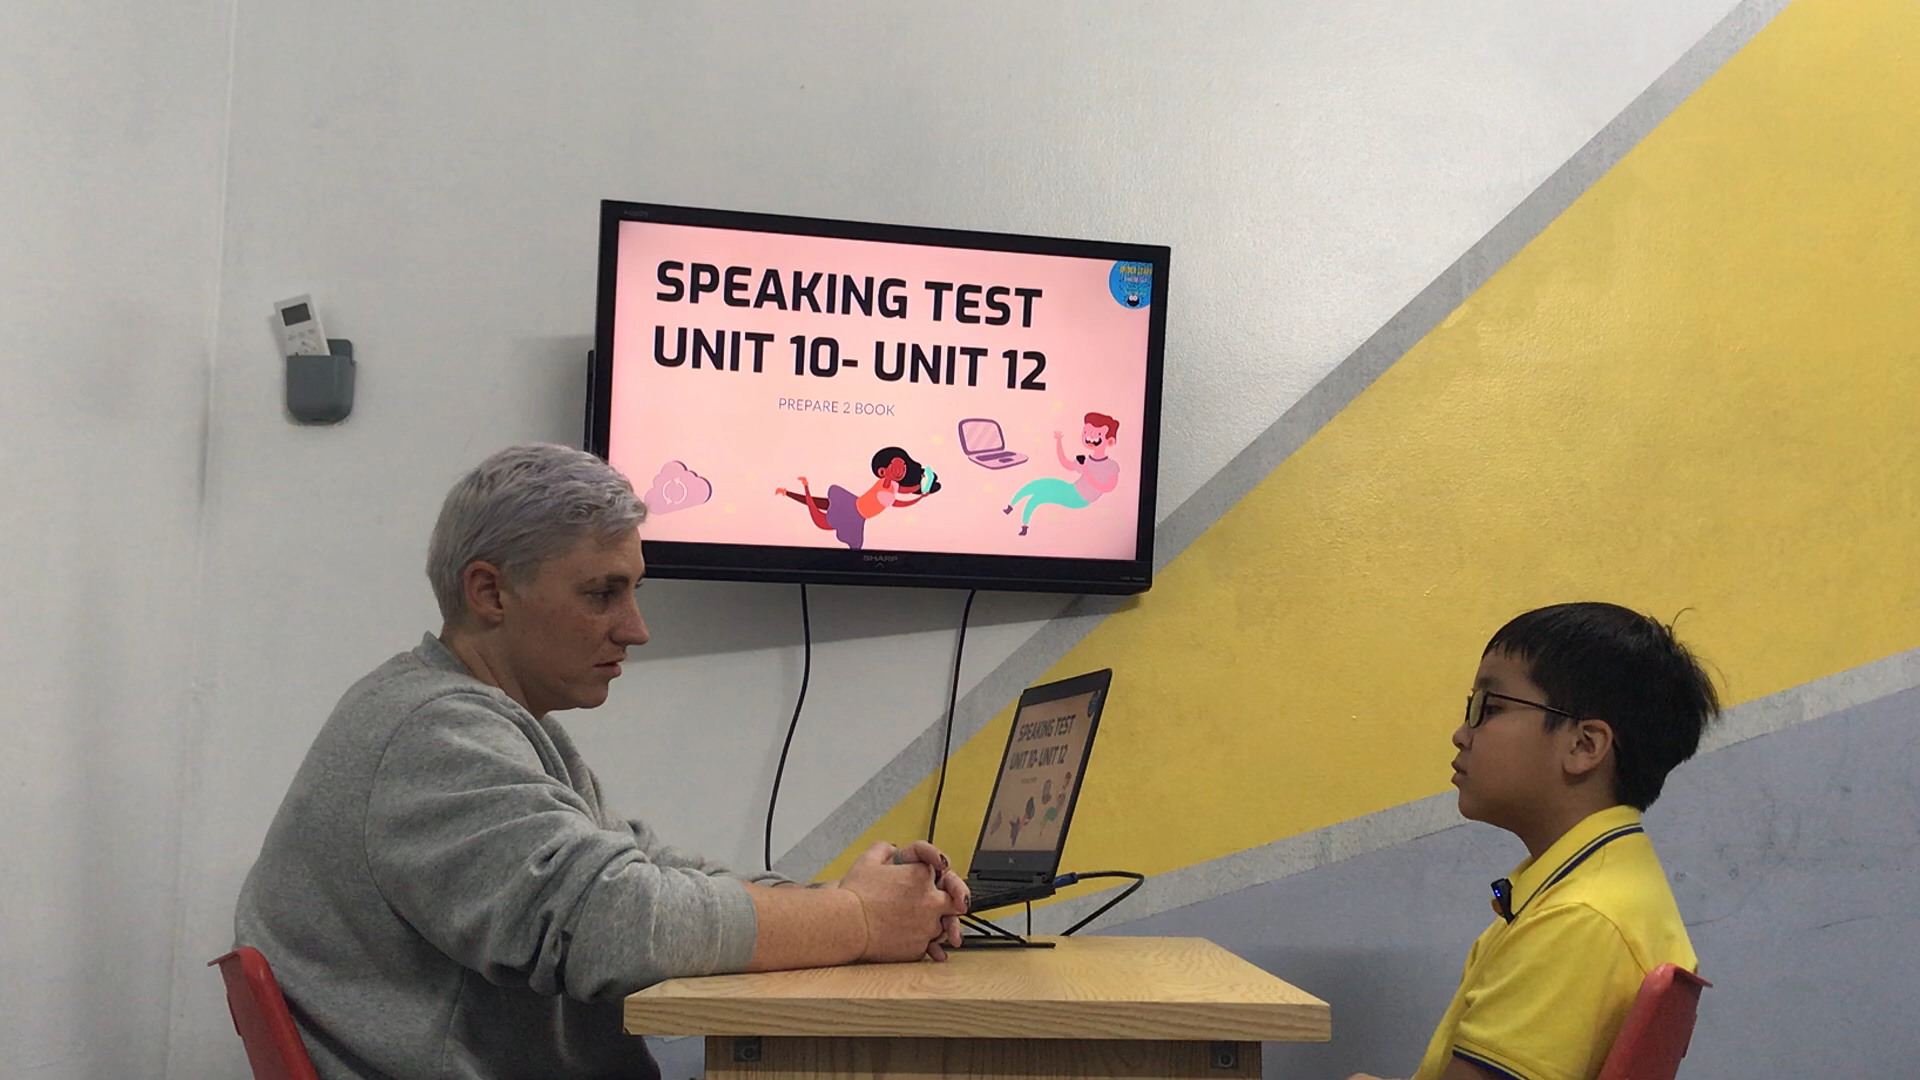 SPEAKING TEST
UNIT 10- UNIT 12
PREPARE 2 BOOK
SHARP
SPEAKING TEST
UNIT 10- UNIT 12